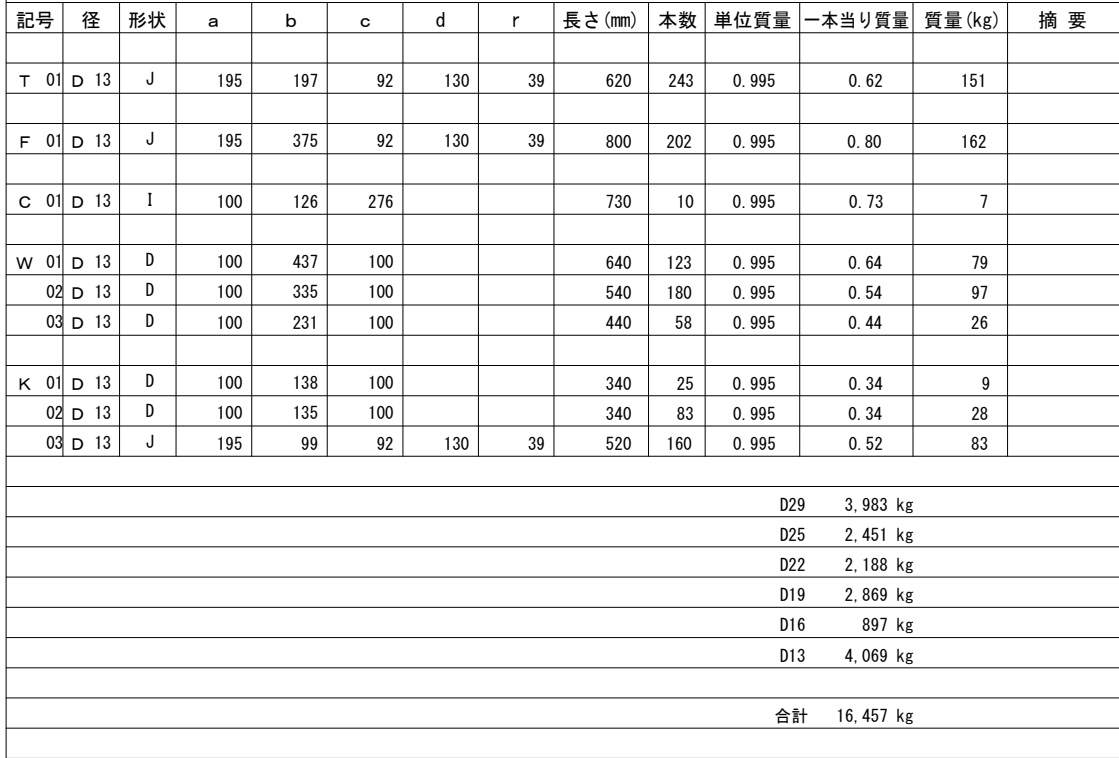 記号 径 形状 a b c d r 長さ(mm) 本数 単位質量 一本当り質量 質量(kg) 摘 要
T 01 D 13 J 195 197 92 130 39 620 243 0.995 0.62 151
F 01 D 13 J 195 375 92 130 39 800 202 0.995 0.80 162
C 01 D 13 I 100 126 276 730 10 0.995 0.73 7
W 01 D 13 D 100 437 100 640 123 0.995 0.64 79
02 D 13 D 100 335 100 540 180 0.995 0.54 97
03 D 13 D 100 231 100 440 58 0.995 0.44 26
K 01 D 13 D 100 138 100 340 25 0.995 0.34 9
02 D 13 D 100 135 100 340 83 0.995 0.34 28
03 D 13 J 195 99 92 130 39 520 160 0.995 0.52 83
D29 3,983 kg
D25 2,451 kg
D22 2,188 kg
D19 2,869 kg
D16 897 kg
D13 4,069 kg
合計 16,457 kg